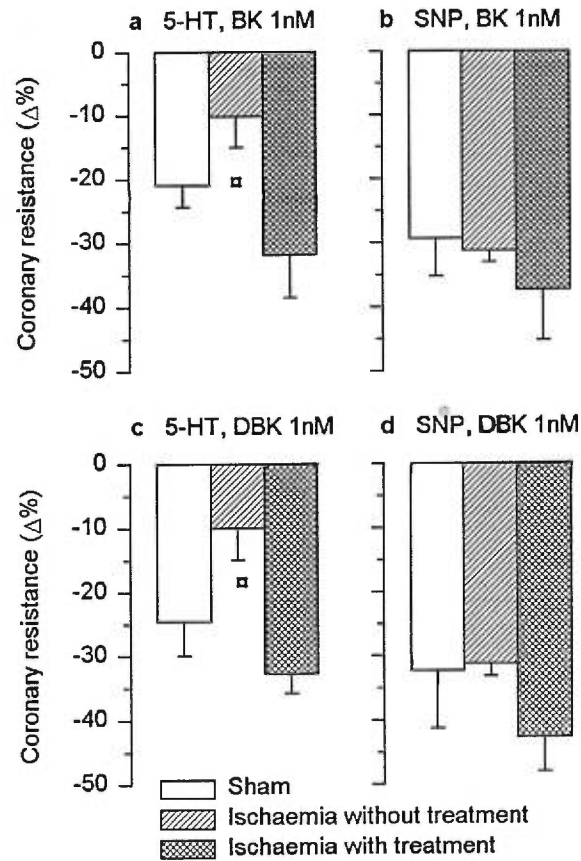 a 5-HT, BK 1nM
b SNP, BK 1nM
Coronary resistance (Δ%)
0
-10
-20
-30
-40
-50
c 5-HT, DBK 1nM
d SNP, DBK 1nM
Coronary resistance (Δ%)
0
-10
-20
-30
-40
-50
¤
¤
Sham
Ischaemia without treatment
Ischaemia with treatment